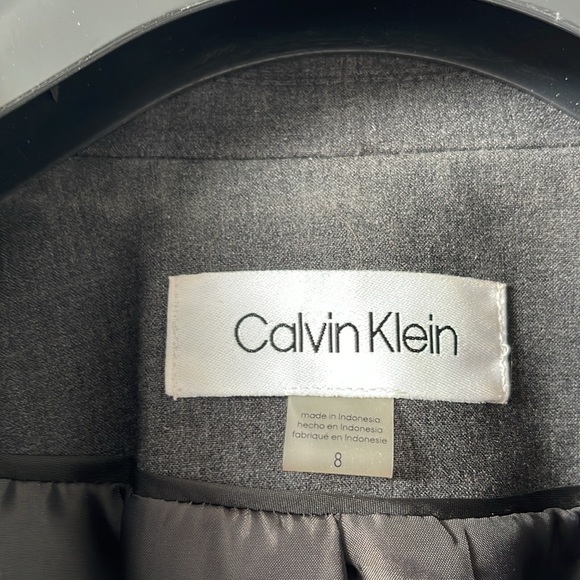 Calvin Klein
made in Indonesia
hecho en Indonesia
fabriqué en Indonesie
8